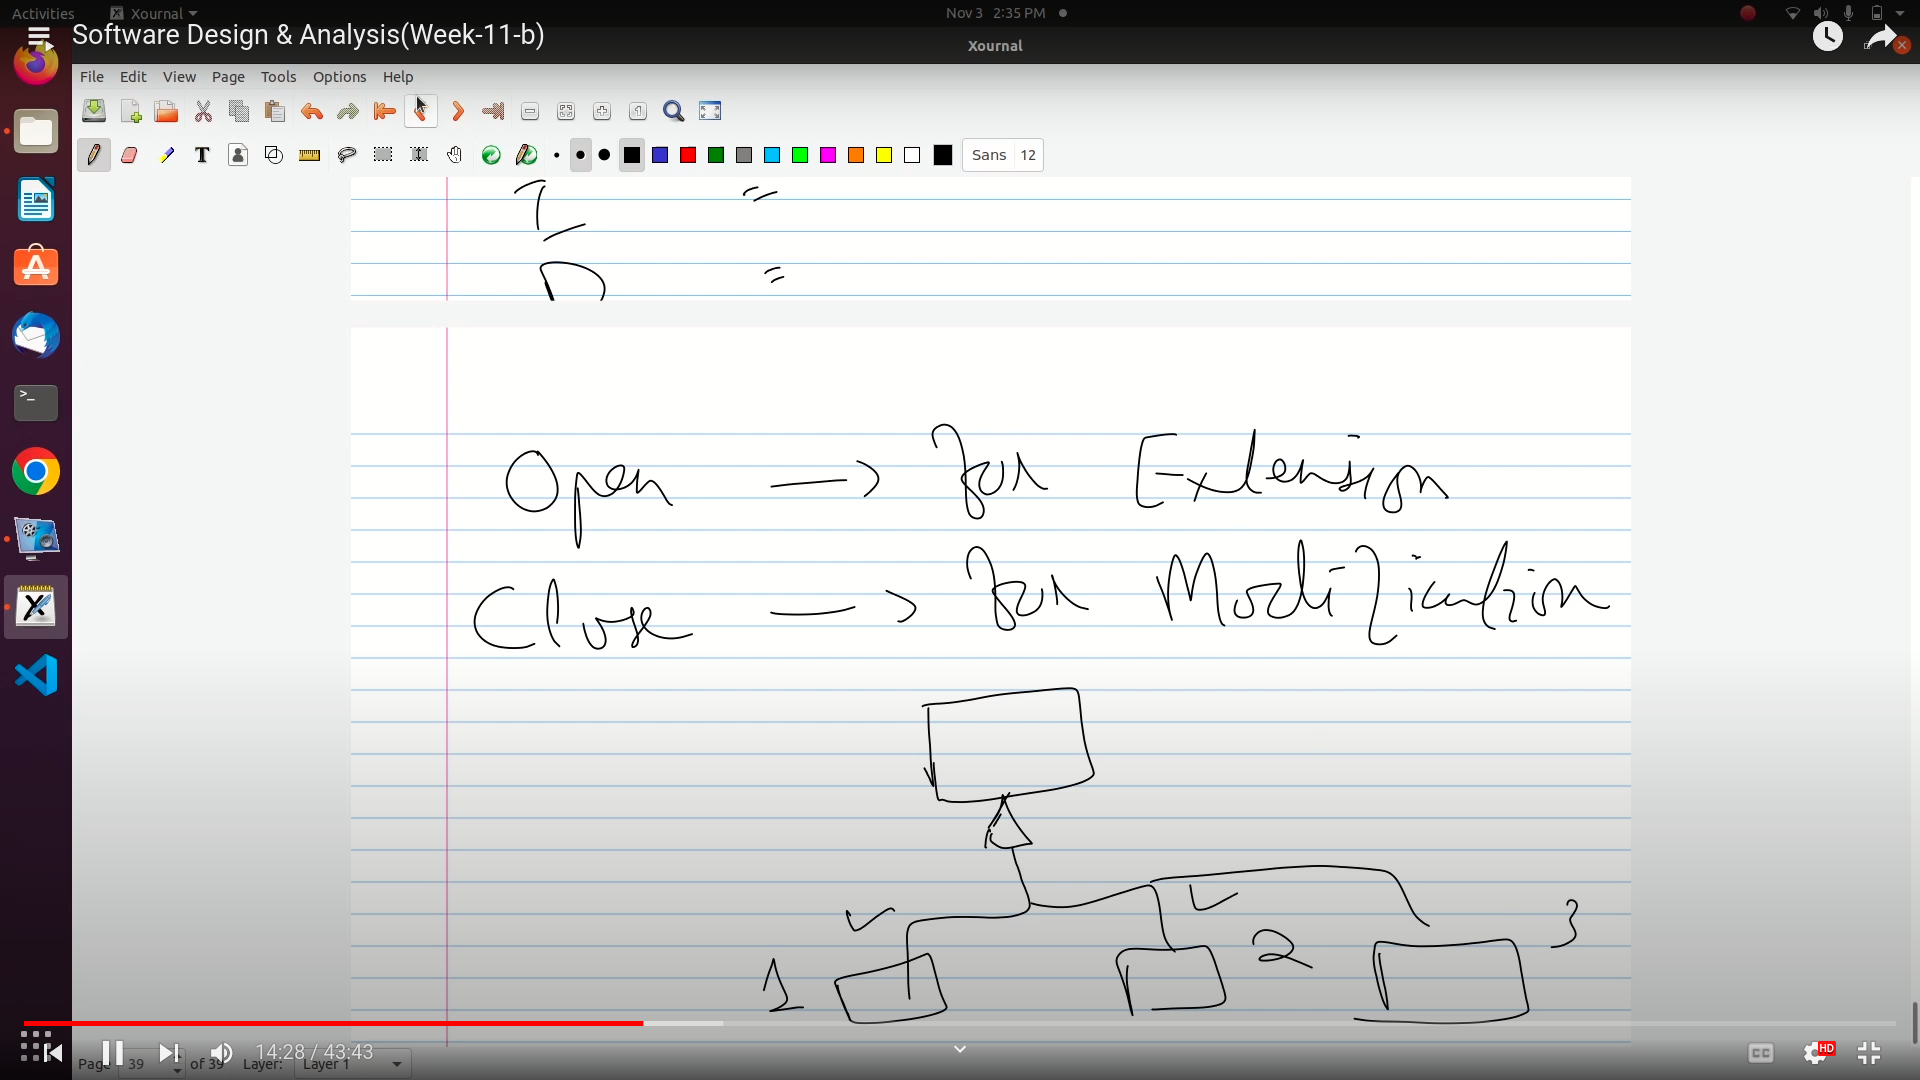 Activities Xournal Nov 3 2:35 PM
Software Design & Analysis(Week-11-b)
Xournal
File Edit View Page Tools Options Help
T Sans 12
I =
D =
Open → for Extension
Close → for Modification
1 2 3
14:28 / 43:43 CC HD
Page 39 of 39 Layer: Layer 1